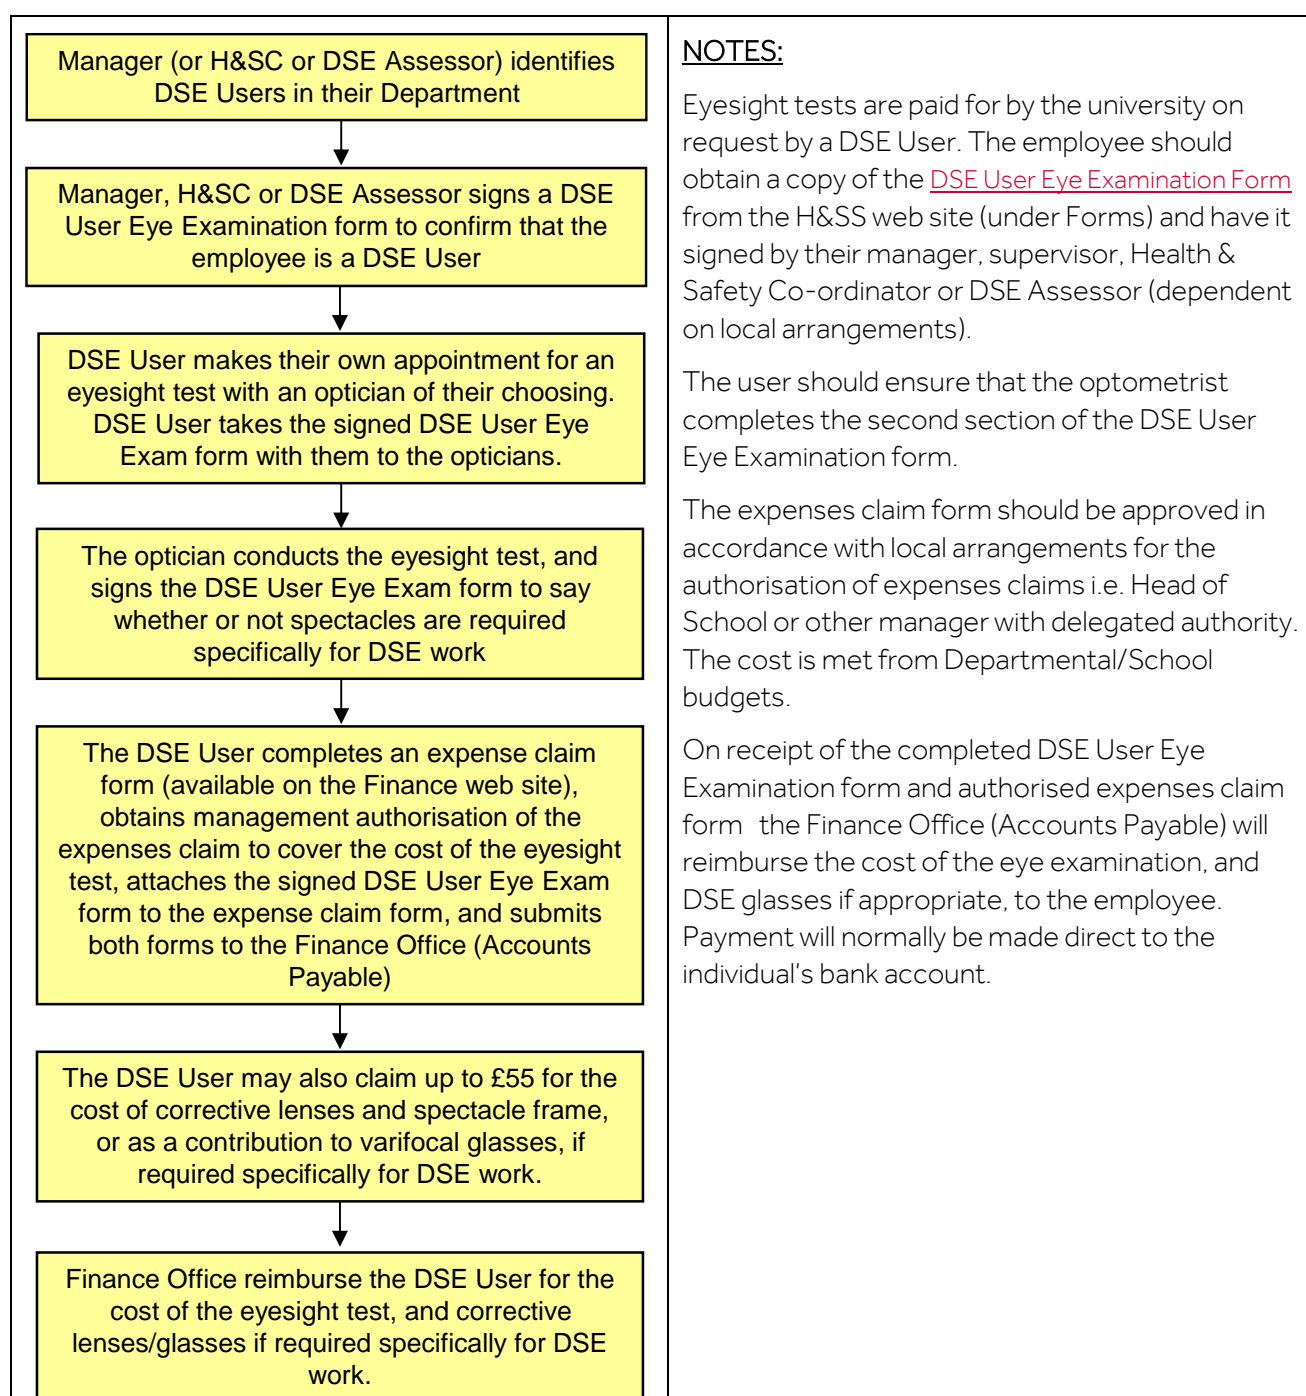 Manager (or H&SC or DSE Assessor) identifies
DSE Users in their Department
Manager, H&SC or DSE Assessor signs a DSE
User Eye Examination form to confirm that the
employee is a DSE User
DSE User makes their own appointment for an
eyesight test with an optician of their choosing.
DSE User takes the signed DSE User Eye
Exam form with them to the opticians.
The optician conducts the eyesight test, and
signs the DSE User Eye Exam form to say
whether or not spectacles are required
specifically for DSE work
The DSE User completes an expense claim
form (available on the Finance web site),
obtains management authorisation of the
expenses claim to cover the cost of the eyesight
test, attaches the signed DSE User Eye Exam
form to the expense claim form, and submits
both forms to the Finance Office (Accounts
Payable)
The DSE User may also claim up to £55 for the
cost of corrective lenses and spectacle frame,
or as a contribution to varifocal glasses, if
required specifically for DSE work.
Finance Office reimburse the DSE User for the
cost of the eyesight test, and corrective
lenses/glasses if required specifically for DSE
work.
NOTES:
Eyesight tests are paid for by the university on
request by a DSE User. The employee should
obtain a copy of the DSE User Eye Examination Form
from the H&SS web site (under Forms) and have it
signed by their manager, supervisor, Health &
Safety Co-ordinator or DSE Assessor (dependent
on local arrangements).
The user should ensure that the optometrist
completes the second section of the DSE User
Eye Examination form.
The expenses claim form should be approved in
accordance with local arrangements for the
authorisation of expenses claims i.e. Head of
School or other manager with delegated authority.
The cost is met from Departmental/School
budgets.
On receipt of the completed DSE User Eye
Examination form and authorised expenses claim
form the Finance Office (Accounts Payable) will
reimburse the cost of the eye examination, and
DSE glasses if appropriate, to the employee.
Payment will normally be made direct to the
individual's bank account.